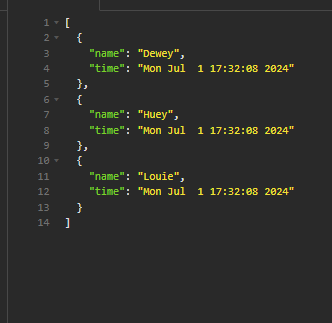 1 [
2   {
3     "name": "Dewey",
4     "time": "Mon Jul  1 17:32:08 2024"
5   },
6   {
7     "name": "Huey",
8     "time": "Mon Jul  1 17:32:08 2024"
9   },
10   {
11     "name": "Louie",
12     "time": "Mon Jul  1 17:32:08 2024"
13   }
14 ]